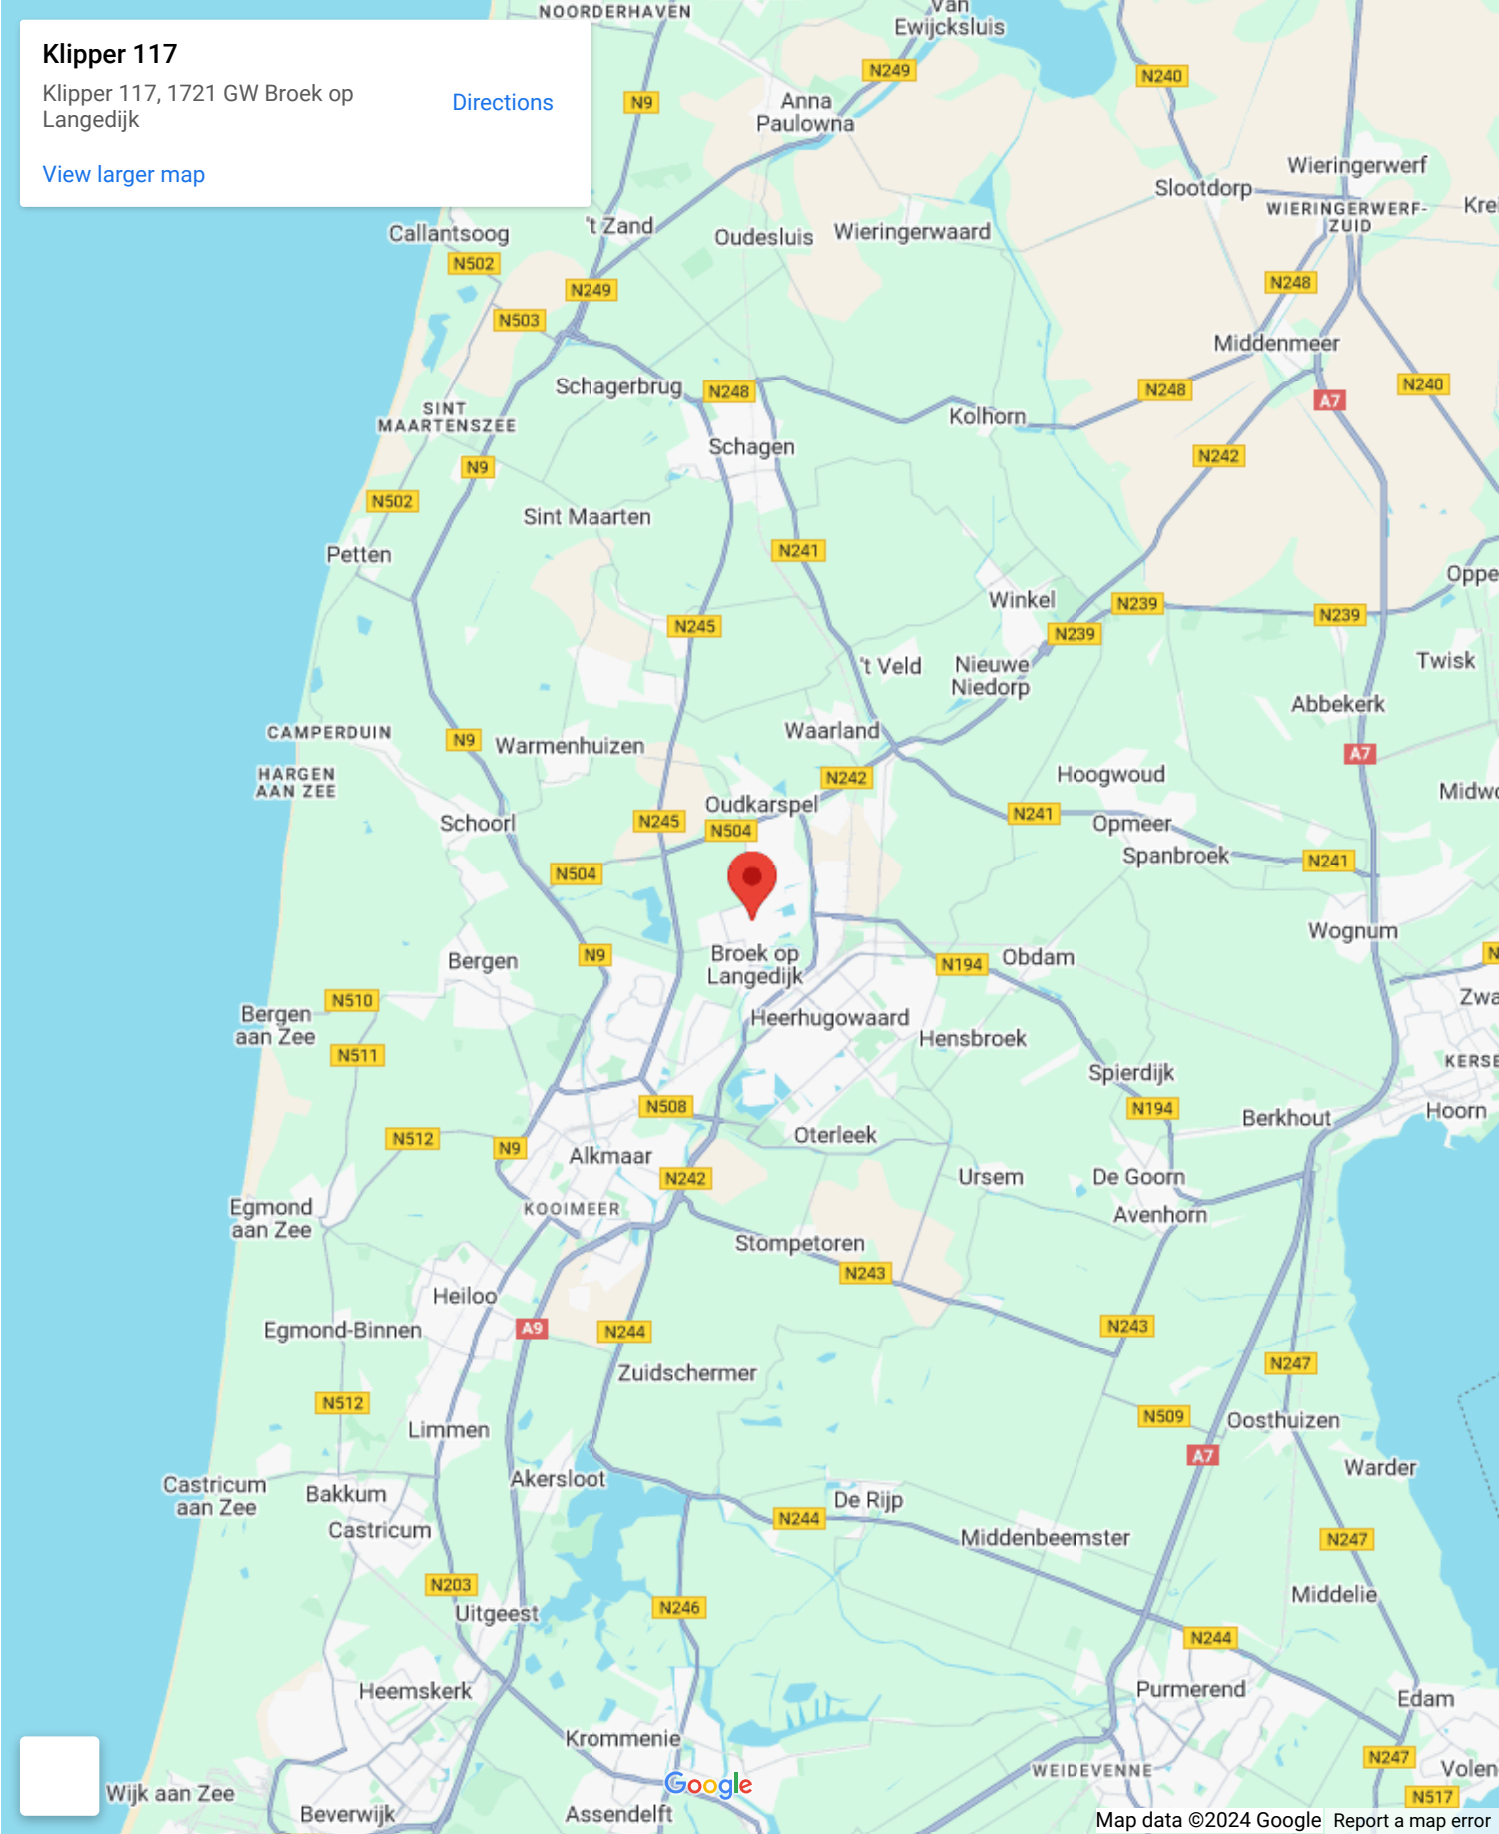 Klipper 117
Klipper 117, 1721 GW Broek op
Langedijk
Directions
View larger map
NOORDERHAVEN
Van
Ewijcksluis
N249
N240
N9
Anna
Paulowna
Wieringerwerf
Slootdorp
WIERINGERWERF-
ZUID
Callantsoog
't Zand
Oudesluis
Wieringerwaard
N502
N249
N248
N503
Middenmeer
Schagerbrug
N248
N248
N240
A7
SINT
MAARTENSZEE
Kolhorn
Schagen
N9
N242
N502
Sint Maarten
Petten
N241
Winkel
N239
N239
N245
N239
't Veld
Nieuwe
Niedorp
Twisk
Abbekerk
CAMPERDUIN
N9
Warmenhuizen
Waarland
A7
HARGEN
AAN ZEE
N242
Hoogwoud
Oudkarspel
Schoorl
N245
N504
N241
Opmeer
Spanbroek
N241
N504
Wognum
Broek op
Langedijk
N9
Bergen
N194
Obdam
N510
Bergen
aan Zee
Heerhugowaard
N511
Hensbroek
Spierdijk
N508
N194
Berkhout
Hoorn
N512
N9
Oterleek
Alkmaar
N242
Ursem
De Goorn
Egmond
aan Zee
KOOIMEER
Avenhorn
Stompetoren
N243
Heiloo
Egmond-Binnen
A9
N244
N243
N247
Zuidschermer
N512
N509
Oosthuizen
Limmen
A7
Warder
Castricum
aan Zee
Akersloot
Bakkum
De Rijp
N244
Castricum
Middenbeemster
N247
N203
Middelie
Uitgeest
N246
N244
Heemskerk
Purmerend
Edam
Krommenie
N247
WEIDEVENNE
Google
Wijk aan Zee
N517
Beverwijk
Assendelft
Map data ©2024 Google
Report a map error